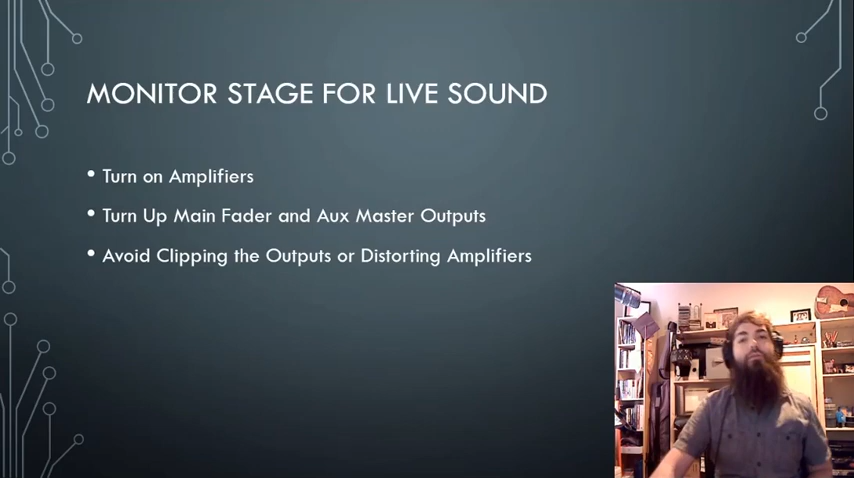 MONITOR STAGE FOR LIVE SOUND
• Turn on Amplifiers
• Turn Up Main Fader and Aux Master Outputs
• Avoid Clipping the Outputs or Distorting Amplifiers